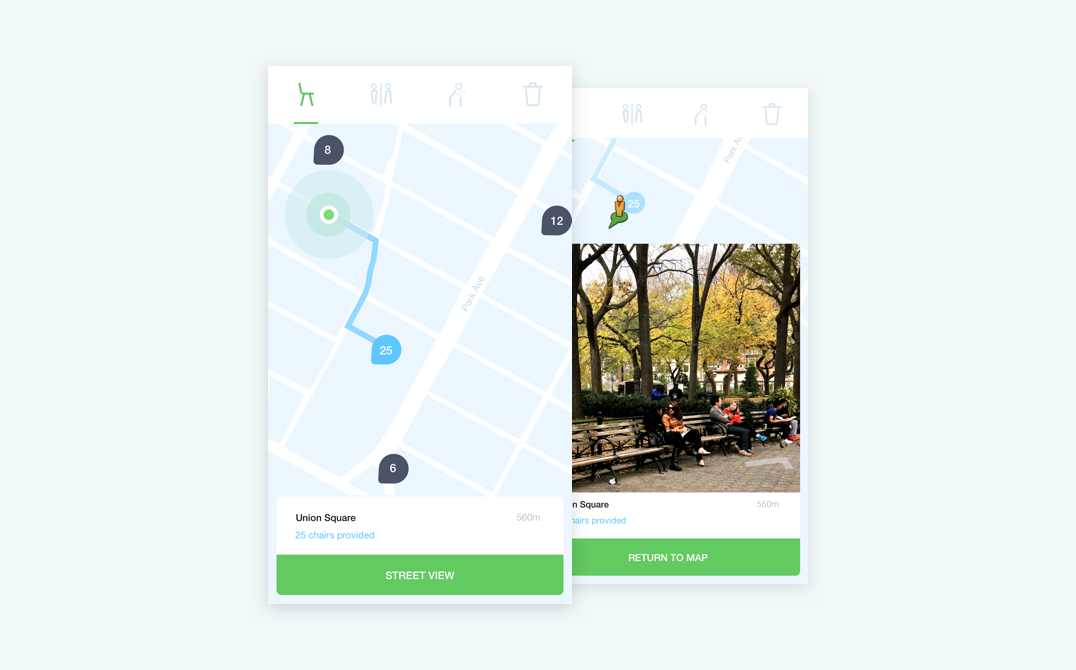 8
12
Park Ave
25
6
Union Square
560m
25 chairs provided
STREET VIEW
Park Av
25
n Square
560m
hairs provided
RETURN TO MAP